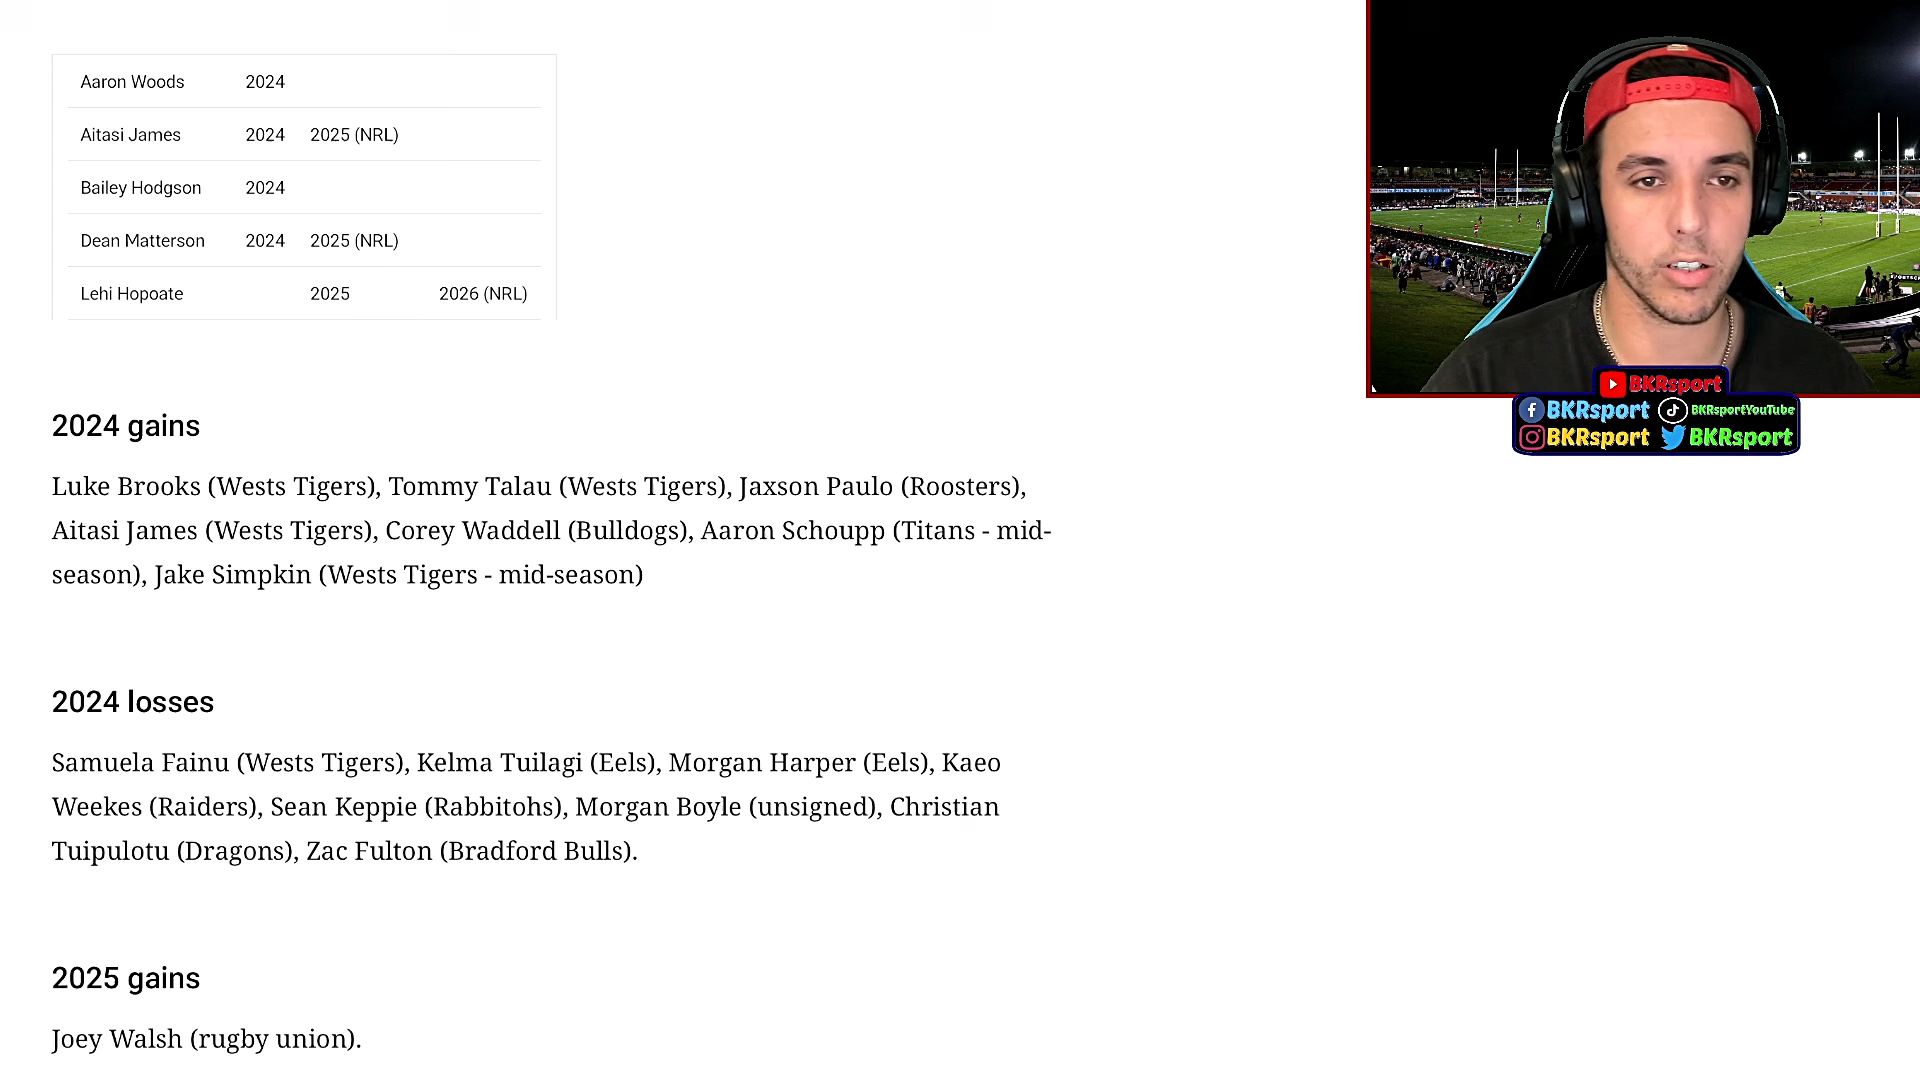 Aaron Woods 2024
Aitasi James 2024 2025 (NRL)
Bailey Hodgson 2024
Dean Matterson 2024 2025 (NRL)
Lehi Hopoate 2025 2026 (NRL)
2024 gains
Luke Brooks (Wests Tigers), Tommy Talau (Wests Tigers), Jaxson Paulo (Roosters),
Aitasi James (Wests Tigers), Corey Waddell (Bulldogs), Aaron Schoupp (Titans - mid-
season), Jake Simpkin (Wests Tigers - mid-season)
2024 losses
Samuela Fainu (Wests Tigers), Kelma Tuilagi (Eels), Morgan Harper (Eels), Kaeo
Weekes (Raiders), Sean Keppie (Rabbitohs), Morgan Boyle (unsigned), Christian
Tuipulotu (Dragons), Zac Fulton (Bradford Bulls).
2025 gains
Joey Walsh (rugby union).
BKRsport
BKRsport BKRsportYouTube
BKRsport BKRsport